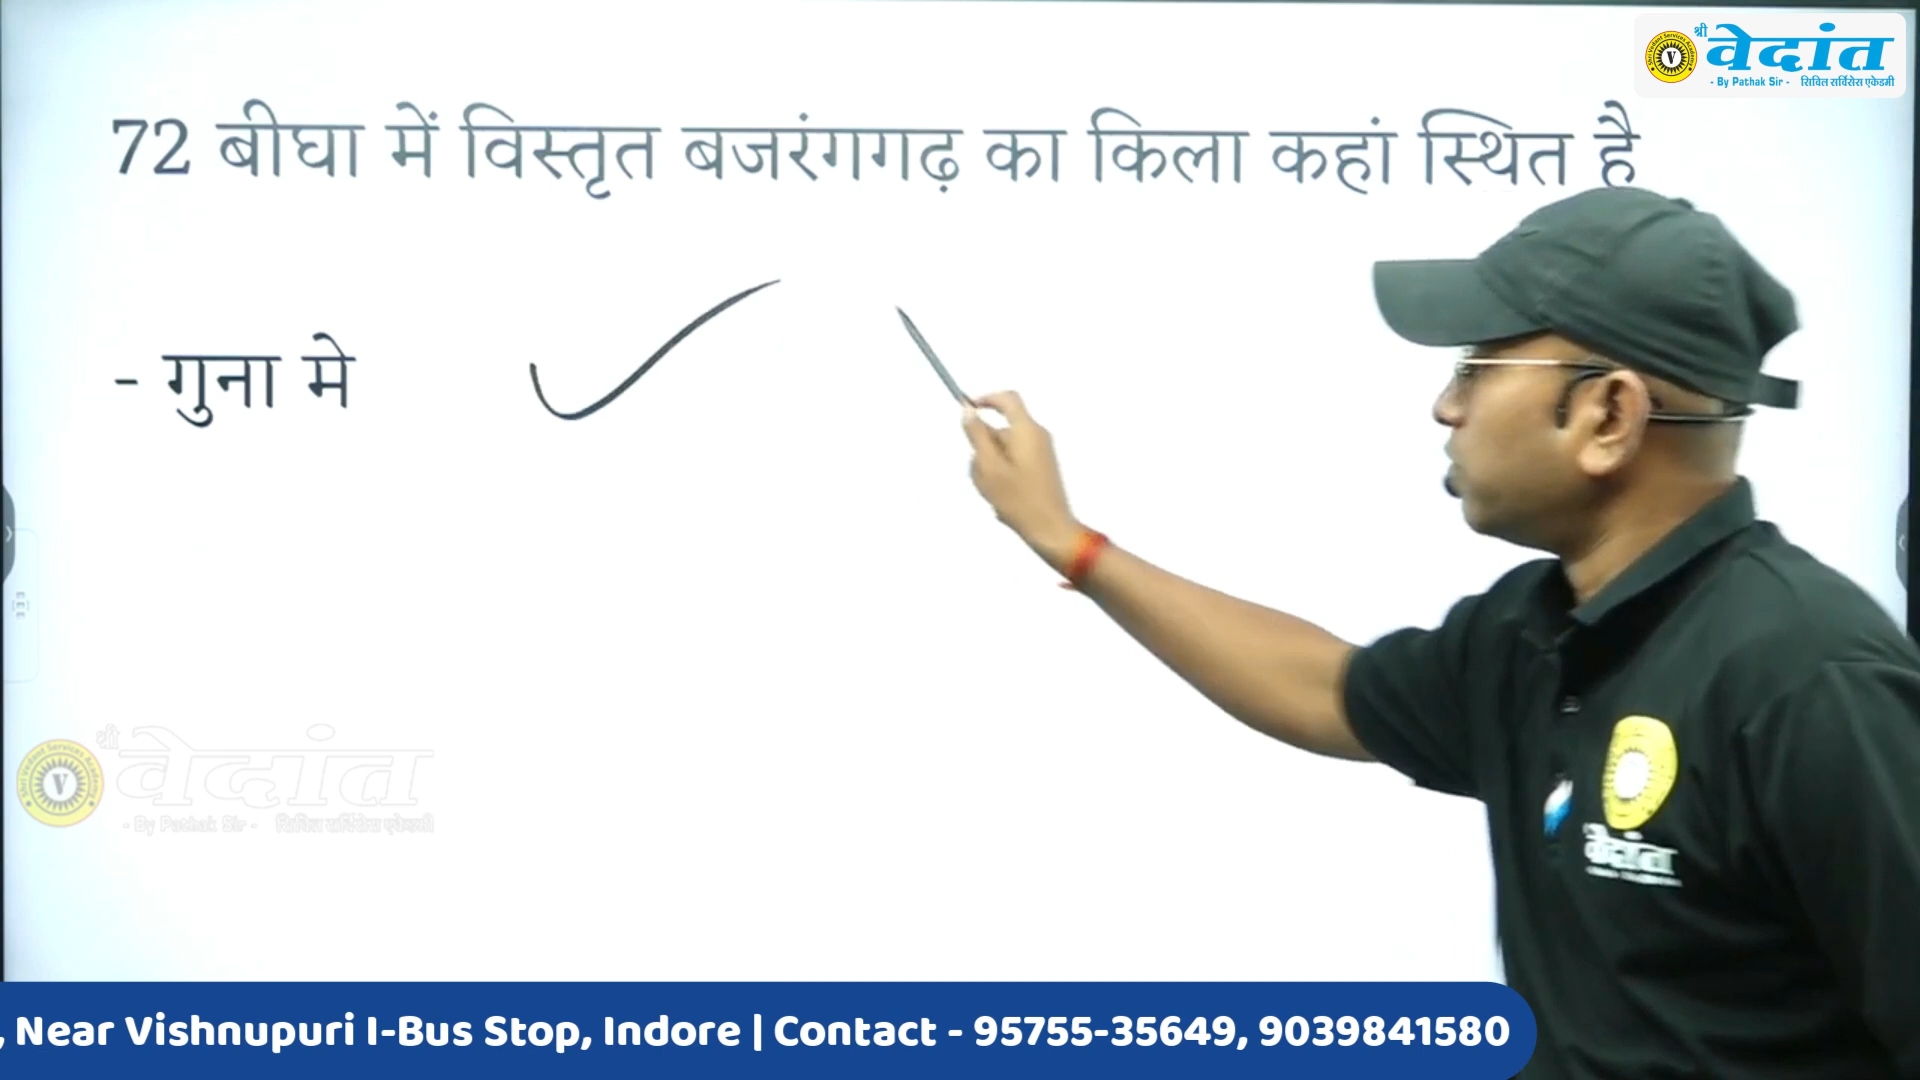 श्री वेदांत
- By Pathak Sir - सिविल सर्विसेस एकेडमी
72 बीघा में विस्तृत बजरंगगढ़ का किला कहां स्थित है
- गुना मे
श्री वेदांत
- By Pathak Sir - सिविल सर्विसेस एकेडमी
वेदांत
, Near Vishnupuri I-Bus Stop, Indore | Contact - 95755-35649, 9039841580